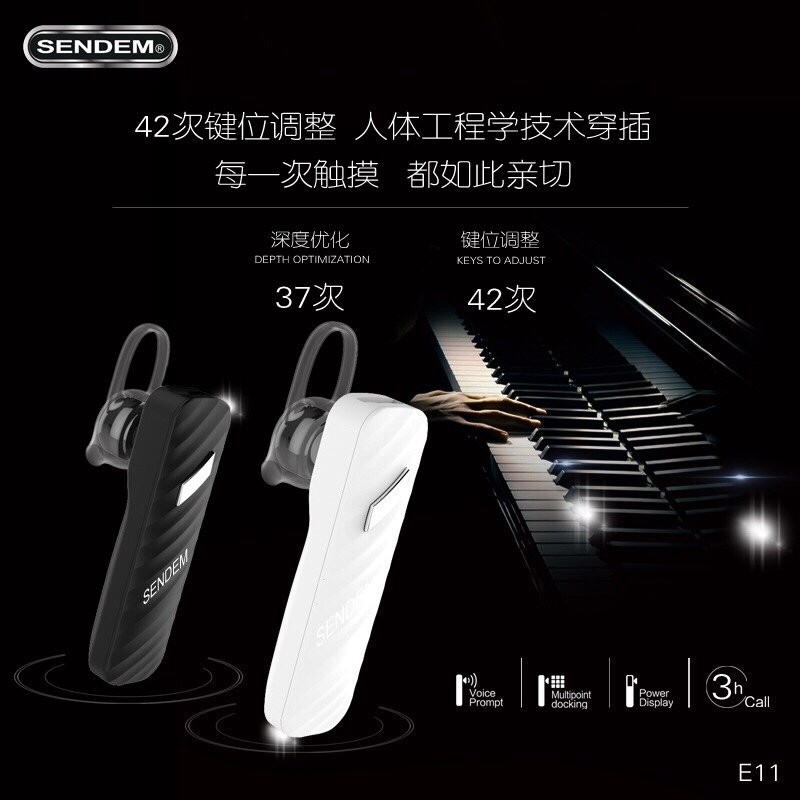 SENDEM®
42次键位调整 人体工程学技术穿插
每一次触摸 都如此亲切
深度优化
DEPTH OPTIMIZATION
37次
键位调整
KEYS TO ADJUST
42次
SENDEM
SENDEM
Voice
Prompt
Multipoint
docking
Power
Display
3h
Call
E11